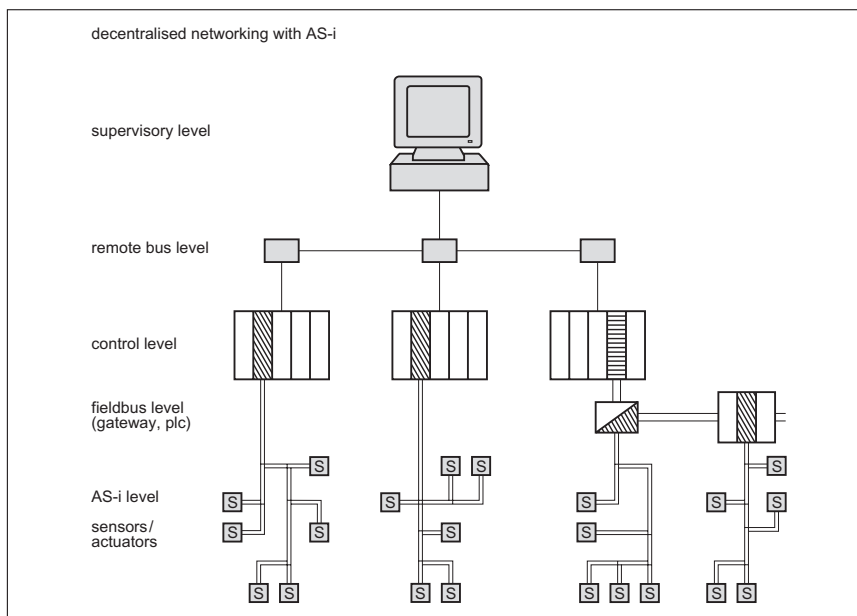 decentralised networking with AS-i
supervisory level
remote bus level
control level
fieldbus level
(gateway, plc)
S S S S
AS-i level S S S S S
sensors/ S S S S
actuators
S S S S S S S S S